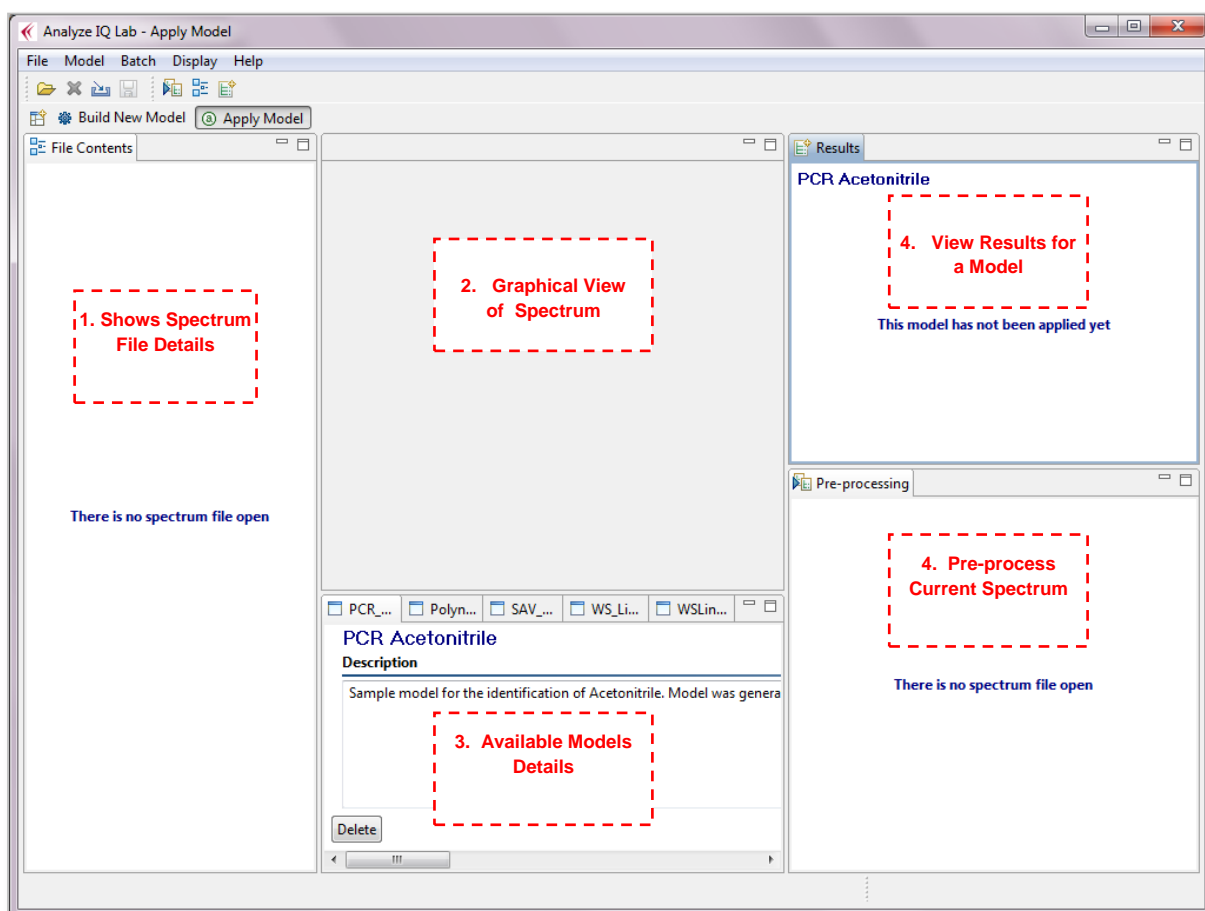 Analyze IQ Lab - Apply Model
File Model Batch Display Help
Build New Model Apply Model
File Contents
1. Shows Spectrum
File Details
There is no spectrum file open
2. Graphical View
of Spectrum
PCR_... Polyn... SAV_... WS_Li... WSLin...
PCR Acetonitrile
Description
Sample model for the identification of Acetonitrile. Model was genera
3. Available Models
Details
Delete
Results
PCR Acetonitrile
4. View Results for
a Model
This model has not been applied yet
Pre-processing
4. Pre-process
Current Spectrum
There is no spectrum file open